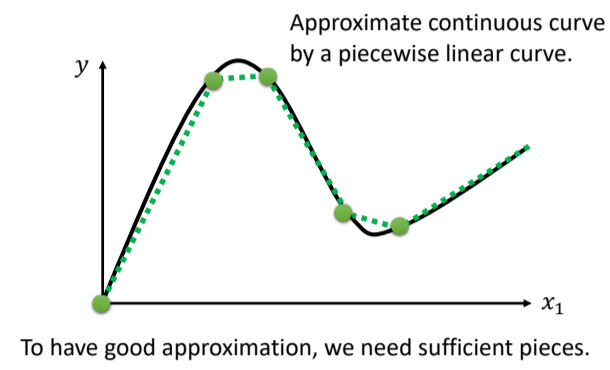 Approximate continuous curve
by a piecewise linear curve.
y
x₁
To have good approximation, we need sufficient pieces.